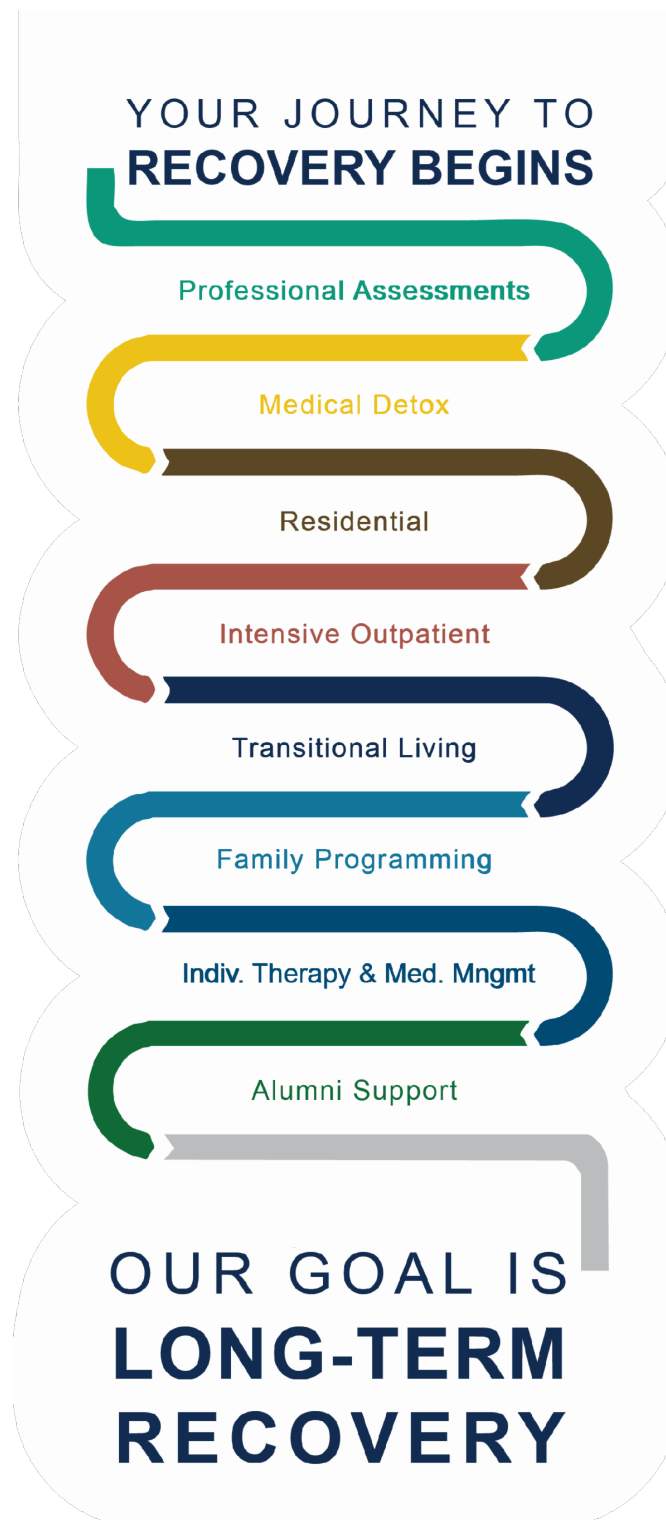 YOUR JOURNEY TO
RECOVERY BEGINS
Professional Assessments
Medical Detox
Residential
Intensive Outpatient
Transitional Living
Family Programming
Indiv. Therapy & Med. Mngmt
Alumni Support
OUR GOAL IS
LONG-TERM
RECOVERY